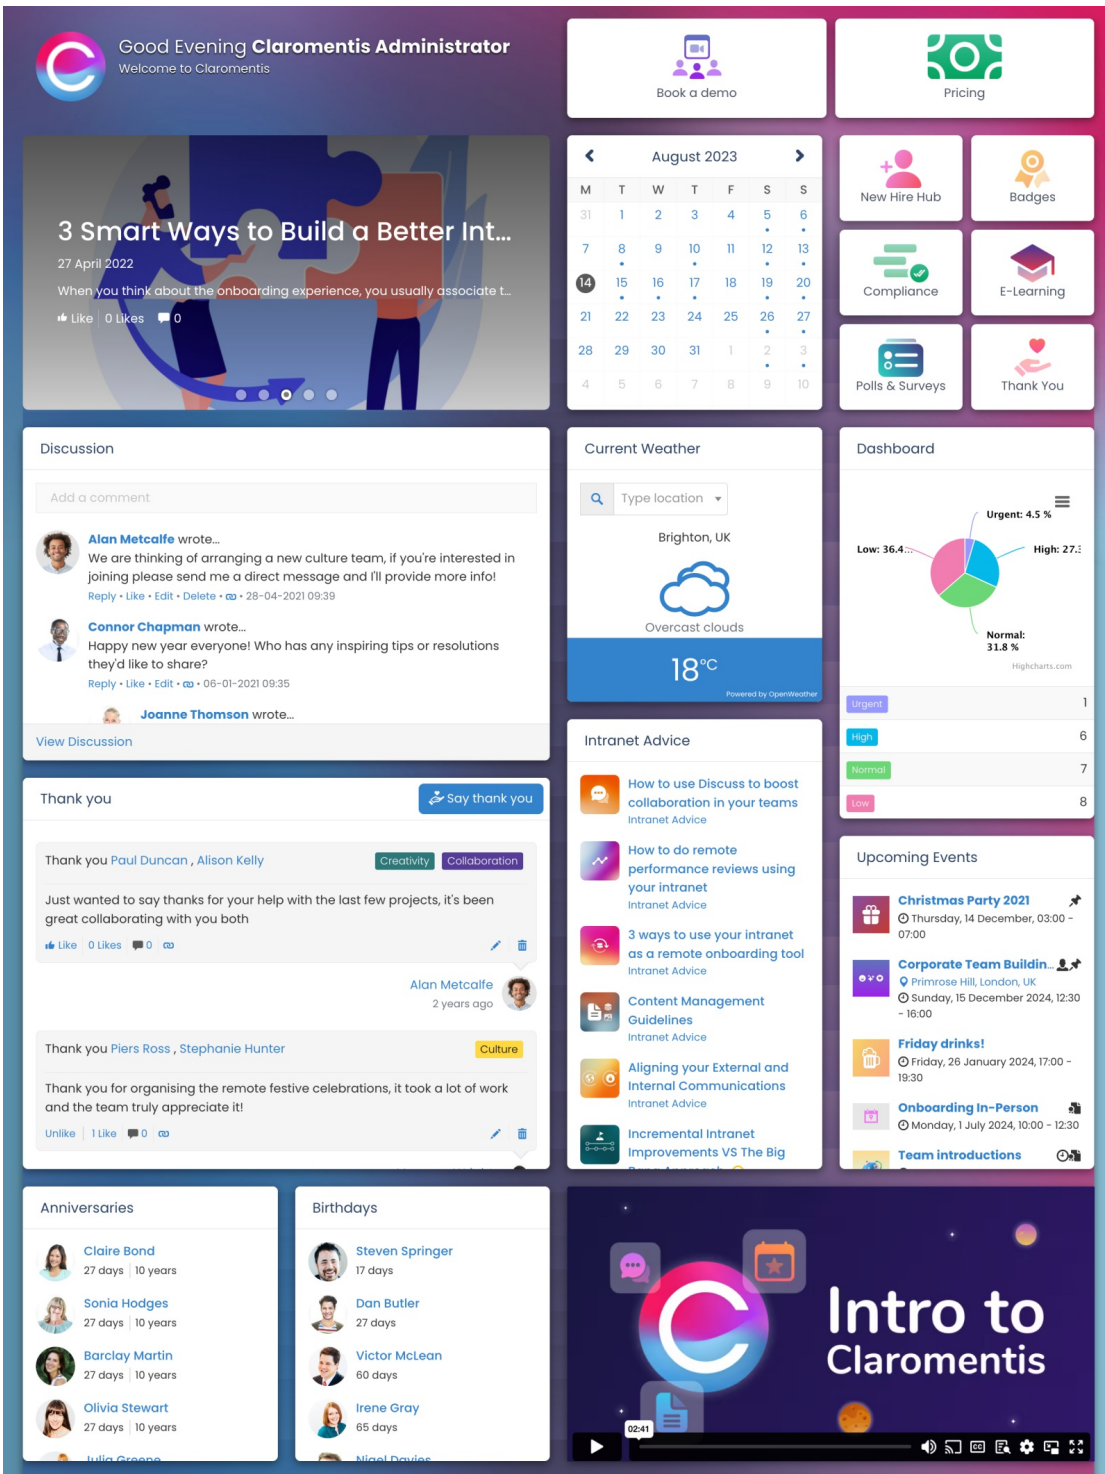 Good Evening Claromentis Administrator
Welcome to Claromentis
Book a demo
Pricing
3 Smart Ways to Build a Better Int...
27 April 2022
When you think about the onboarding experience, you usually associate t...
Like 0 Likes 0
August 2023
M T W T F S S
31 1 2 3 4 5 6
7 8 9 10 11 12 13
14 15 16 17 18 19 20
21 22 23 24 25 26 27
28 29 30 31 1 2 3
4 5 6 7 8 9 10
New Hire Hub
Badges
Compliance
E-Learning
Polls & Surveys
Thank You
Discussion
Add a comment
Alan Metcalfe wrote...
We are thinking of arranging a new culture team, if you're interested in
joining please send me a direct message and I'll provide more info!
Reply • Like • Edit • Delete • • 28-04-2021 09:39
Connor Chapman wrote...
Happy new year everyone! Who has any inspiring tips or resolutions
they'd like to share?
Reply • Like • Edit • • 06-01-2021 09:35
Joanne Thomson wrote...
View Discussion
Current Weather
Type location
Brighton, UK
Overcast clouds
18°C
Powered by OpenWeather
Dashboard
Urgent: 4.5 %
Low: 36.4...
High: 27.3
Normal:
31.8 %
Highcharts.com
Urgent 1
High 6
Normal 7
Low 8
Thank you
Say thank you
Thank you Paul Duncan , Alison Kelly Creativity Collaboration
Just wanted to say thanks for your help with the last few projects, it's been
great collaborating with you both
Like 0 Likes 0
Alan Metcalfe
2 years ago
Thank you Piers Ross , Stephanie Hunter Culture
Thank you for organising the remote festive celebrations, it took a lot of work
and the team truly appreciate it!
Unlike 1 Like 0
Intranet Advice
How to use Discuss to boost
collaboration in your teams
Intranet Advice
How to do remote
performance reviews using
your intranet
Intranet Advice
3 ways to use your intranet
as a remote onboarding tool
Intranet Advice
Content Management
Guidelines
Intranet Advice
Aligning your External and
Internal Communications
Intranet Advice
Incremental Intranet
Improvements VS The Big
Bang Approach
Upcoming Events
Christmas Party 2021
Thursday, 14 December, 03:00 -
07:00
Corporate Team Buildin...
Primrose Hill, London, UK
Sunday, 15 December 2024, 12:30
- 16:00
Friday drinks!
Friday, 26 January 2024, 17:00 -
19:30
Onboarding In-Person
Monday, 1 July 2024, 10:00 - 12:30
Team introductions
Anniversaries
Claire Bond
27 days 10 years
Sonia Hodges
27 days 10 years
Barclay Martin
27 days 10 years
Olivia Stewart
27 days 10 years
Julia Greene
Birthdays
Steven Springer
17 days
Dan Butler
27 days
Victor McLean
60 days
Irene Gray
65 days
Nigel Davies
Intro to
Claromentis
02:41
CC